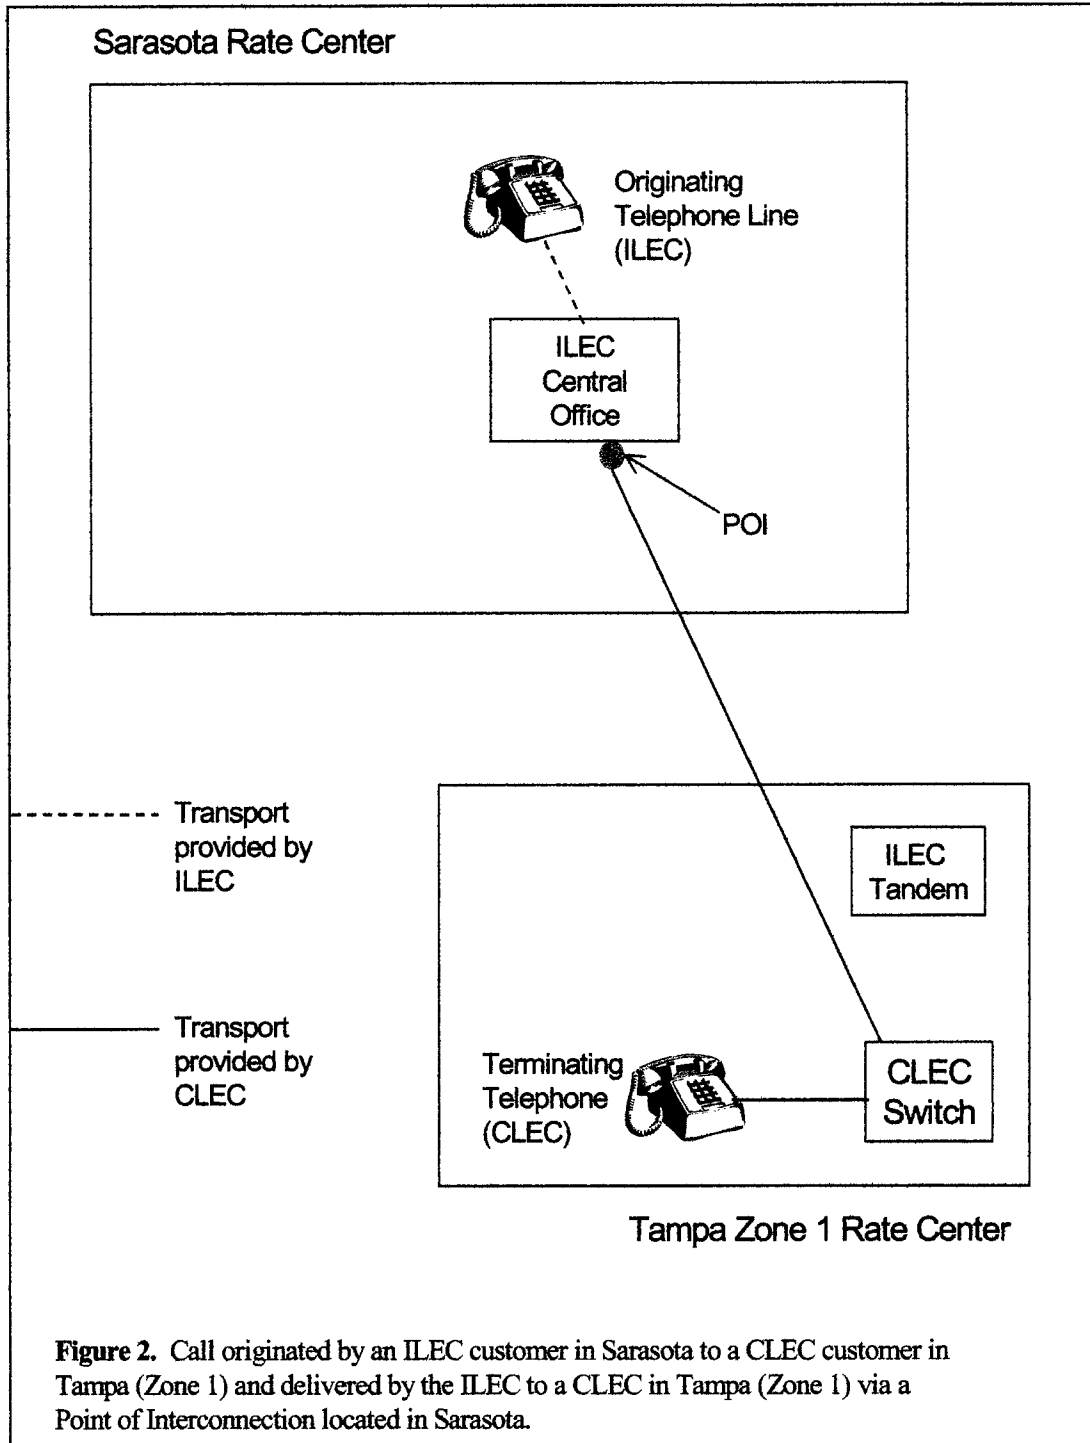 Sarasota Rate Center
Originating
Telephone Line
(ILEC)
ILEC
Central
Office
POI
Transport
provided by
ILEC
ILEC
Tandem
Transport
provided by
CLEC
Terminating
Telephone
(CLEC)
CLEC
Switch
Tampa Zone 1 Rate Center
Figure 2. Call originated by an ILEC customer in Sarasota to a CLEC customer in
Tampa (Zone 1) and delivered by the ILEC to a CLEC in Tampa (Zone 1) via a
Point of Interconnection located in Sarasota.